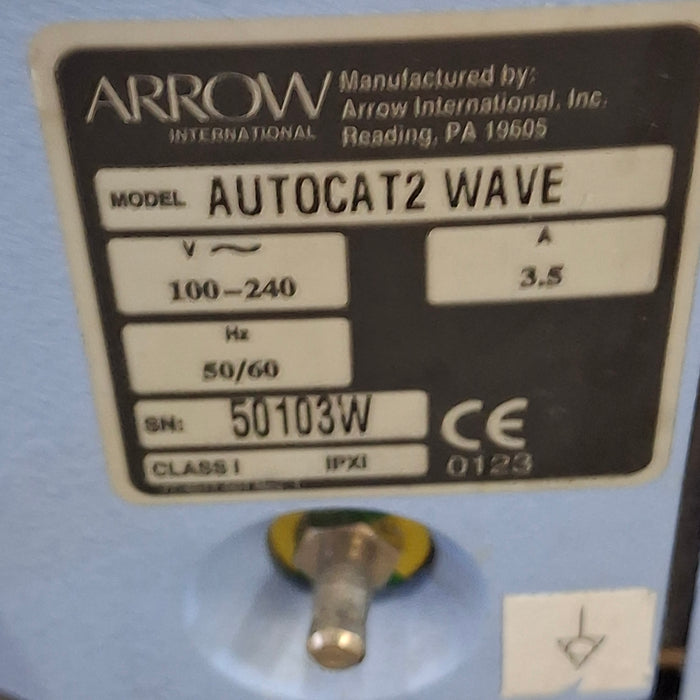 ARROW
INTERNATIONAL
Manufactured by:
Arrow International, Inc.
Reading, PA 19605
MODEL AUTOCAT2 WAVE
V ~
100-240
A
3.5
Hz
50/60
SN: 50103W
CLASS I IPXI
CE
0123